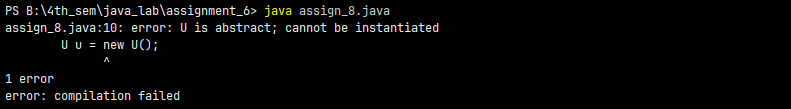 PS B:\4th_sem\java_lab\assignment_6> java assign_8.java
assign_8.java:10: error: U is abstract; cannot be instantiated
        U u = new U();
              ^
1 error
error: compilation failed